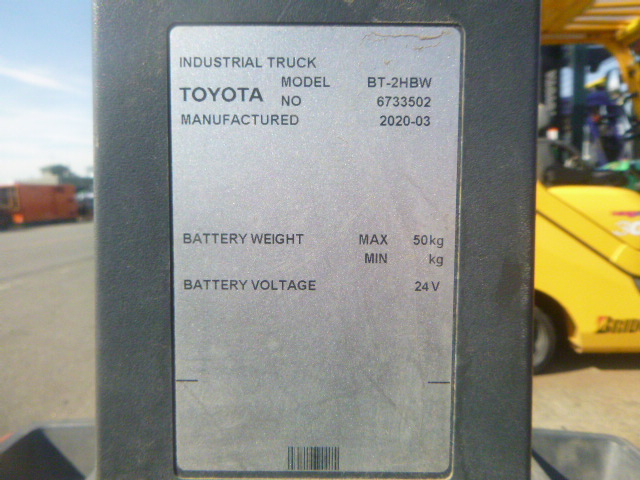 INDUSTRIAL TRUCK
MODEL BT-2HBW
TOYOTA NO 6733502
MANUFACTURED 2020-03
BATTERY WEIGHT MAX 50kg
MIN kg
BATTERY VOLTAGE 24V
30